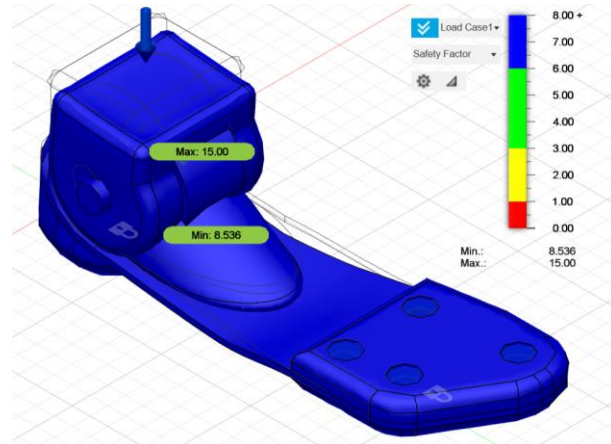 Load Case1
Safety Factor
8.00 +
7.00
6.00
5.00
4.00
3.00
2.00
1.00
0.00
Max: 15.00
Min: 8.536
Min.: 8.536
Max.: 15.00